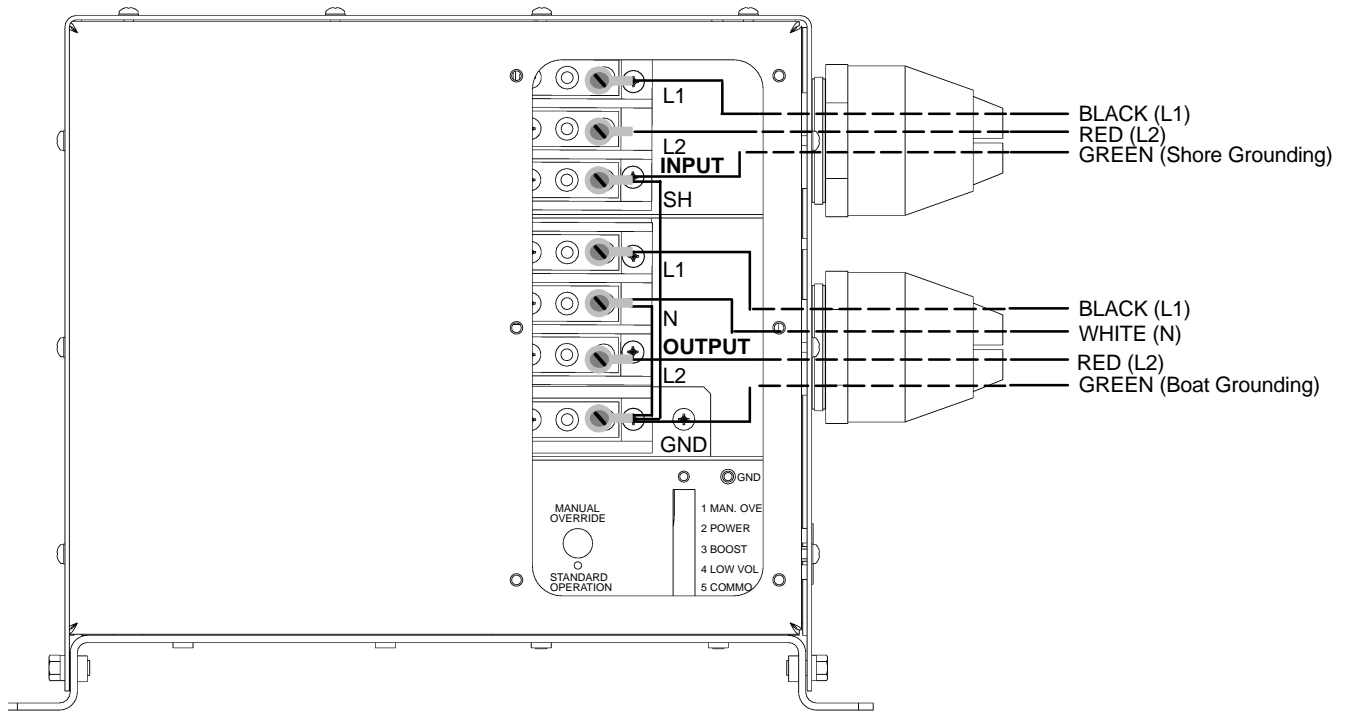 L1
L2
INPUT
SH
L1
N
OUTPUT
L2
GND
GND
MANUAL
OVERRIDE
STANDARD
OPERATION
1 MAN. OVE
2 POWER
3 BOOST
4 LOW VOL
5 COMMO
BLACK (L1)
RED (L2)
GREEN (Shore Grounding)
BLACK (L1)
WHITE (N)
RED (L2)
GREEN (Boat Grounding)